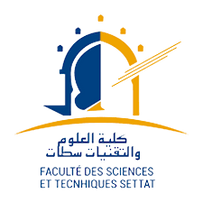 كلية العلوم
والتقنيات سطات
FACULTÉ DES SCIENCES
ET TECNHIQUES SETTAT